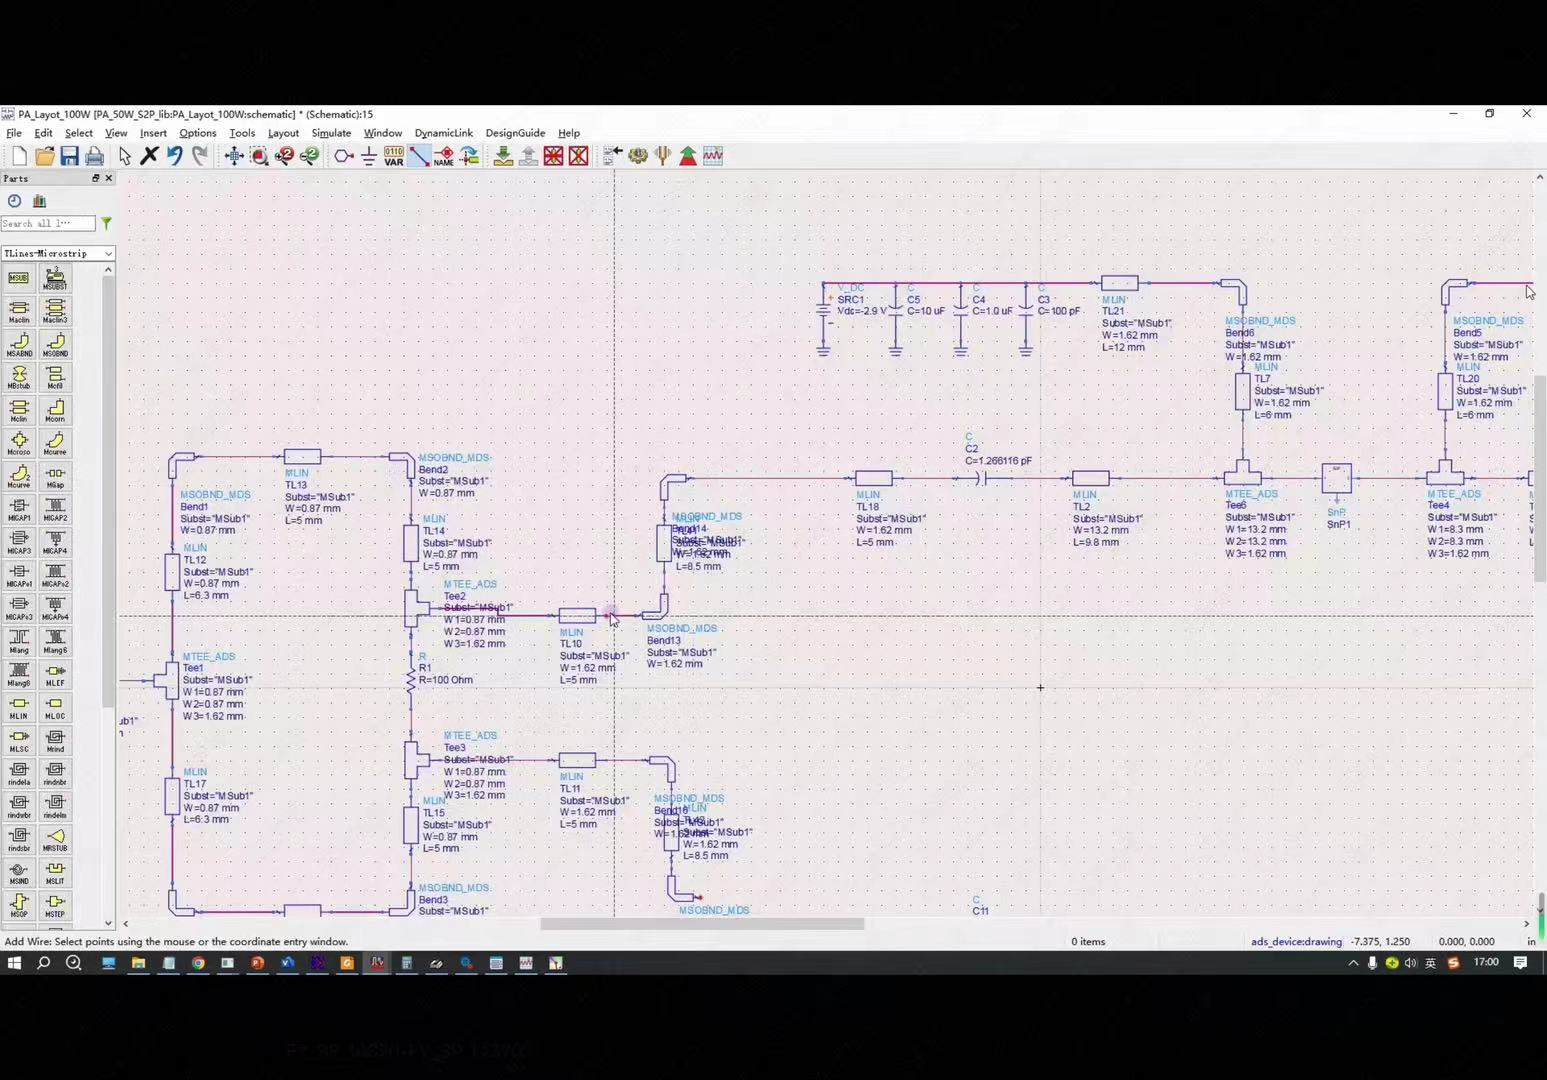 PA_Layot_100W [PA_50W_S2P_lib:PA_Layot_100W:schematic] * (Schematic):15
File Edit Select View Insert Options Tools Layout Simulate Window DynamicLink DesignGuide Help
VAR
NAME
Parts
Search all l…
TLines-Microstrip
MSUB
MSUBST
Maclin
Maclin3
MSABND
MSOBND
MBstub
Mcfil
Mclin
Mcorn
Mcroso
Mcurve
Mcurve
MGap
MICAP1
MICAP2
MICAP3
MICAP4
Mlang
Mlang6
Mlang8
MLEF
MLIN
MLOC
MLSC
Mrind
MRSTUB
MSIND
MSLIT
MSOP
MSTEP
V_DC
SRC1
Vdc=-2.9 V
C
C5
C=10 uF
C
C4
C=1.0 uF
C
C3
C=100 pF
MLIN
TL21
Subst="MSub1"
W=1.62 mm
L=12 mm
MSOBND_MDS
Bend6
Subst="MSub1"
W=1.62 mm
MLIN
TL7
Subst="MSub1"
W=1.62 mm
L=6 mm
MSOBND_MDS
Bend5
Subst="MSub1"
W=1.62 mm
MLIN
TL20
Subst="MSub1"
W=1.62 mm
L=6 mm
MLIN
TL13
Subst="MSub1"
W=0.87 mm
L=5 mm
MSOBND_MDS
Bend2
Subst="MSub1"
W=0.87 mm
MSOBND_MDS
Bend1
Subst="MSub1"
W=0.87 mm
C
C2
C=1.266116 pF
MLIN
TL18
Subst="MSub1"
W=1.62 mm
L=5 mm
MLIN
TL2
Subst="MSub1"
W=13.2 mm
L=9.8 mm
MTEE_ADS
Tee6
Subst="MSub1"
W1=13.2 mm
W2=13.2 mm
W3=1.62 mm
SnP
SnP1
MTEE_ADS
Tee4
Subst="MSub1"
W1=8.3 mm
W2=8.3 mm
W3=1.62 mm
MLIN
TL12
Subst="MSub1"
W=0.87 mm
L=6.3 mm
MLIN
TL14
Subst="MSub1"
W=0.87 mm
L=5 mm
MSOBND_MDS
Bend14
L=8.5 mm
MTEE_ADS
Tee2
Subst="MSub1"
W1=0.87 mm
W2=0.87 mm
W3=1.62 mm
MLIN
TL10
Subst="MSub1"
W=1.62 mm
L=5 mm
MSOBND_MDS
Bend13
Subst="MSub1"
W=1.62 mm
MTEE_ADS
Tee1
Subst="MSub1"
W1=0.87 mm
W2=0.87 mm
W3=1.62 mm
R
R1
R=100 Ohm
MTEE_ADS
Tee3
Subst="MSub1"
W1=0.87 mm
W2=0.87 mm
W3=1.62 mm
MLIN
TL11
Subst="MSub1"
W=1.62 mm
L=5 mm
MLIN
TL17
Subst="MSub1"
W=0.87 mm
L=6.3 mm
MLIN
TL15
Subst="MSub1"
W=0.87 mm
L=5 mm
MSOBND_MDS
MLIN
Subst="MSub1"
W=1.62 mm
L=8.5 mm
MSOBND_MDS
Bend3
Subst="MSub1"
MSOBND_MDS
C
C11
Add Wire: Select points using the mouse or the coordinate entry window.
0 items
ads_device:drawing
-7.375, 1.250
0.000, 0.000
in
英
17:00